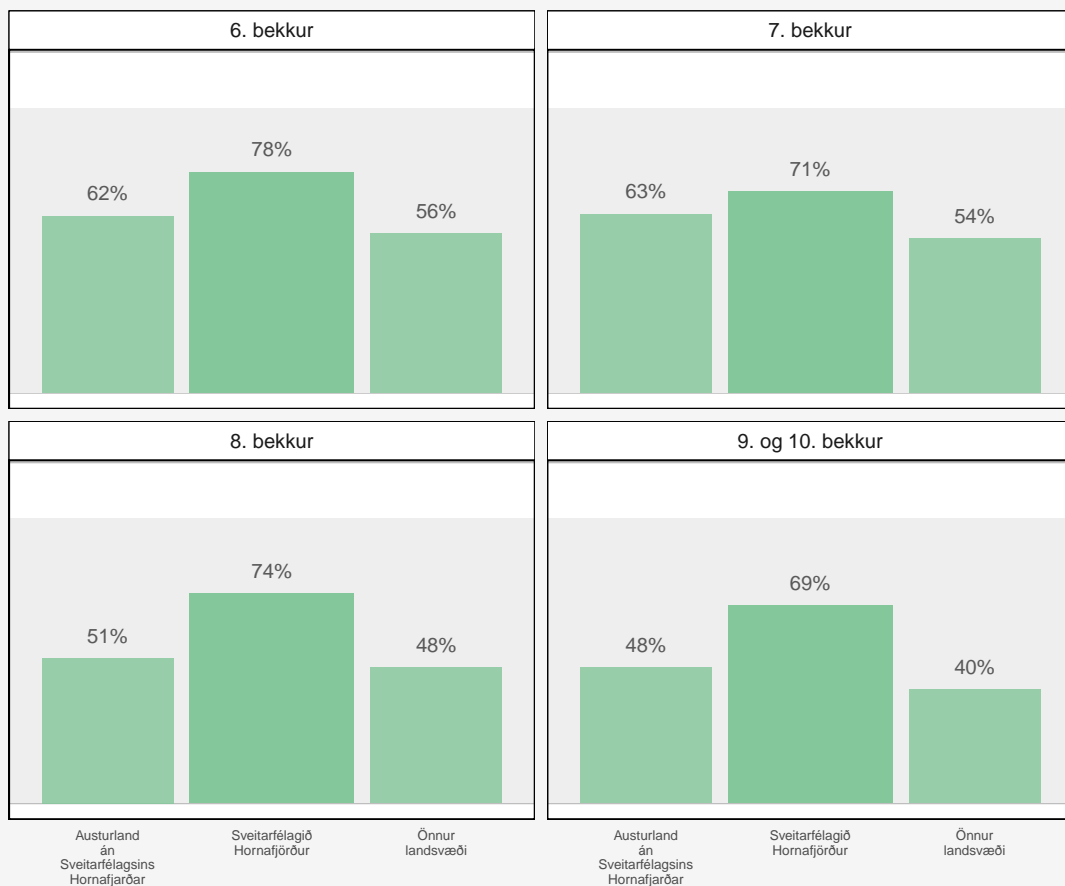 6. bekkur
62%
78%
56%
7. bekkur
63%
71%
54%
8. bekkur
51%
74%
48%
9. og 10. bekkur
48%
69%
40%
Austurland
án
Sveitarfélagsins
Hornafjarðar
Sveitarfélagið
Hornafjörður
Önnur
landsvæði
Austurland
án
Sveitarfélagsins
Hornafjarðar
Sveitarfélagið
Hornafjörður
Önnur
landsvæði